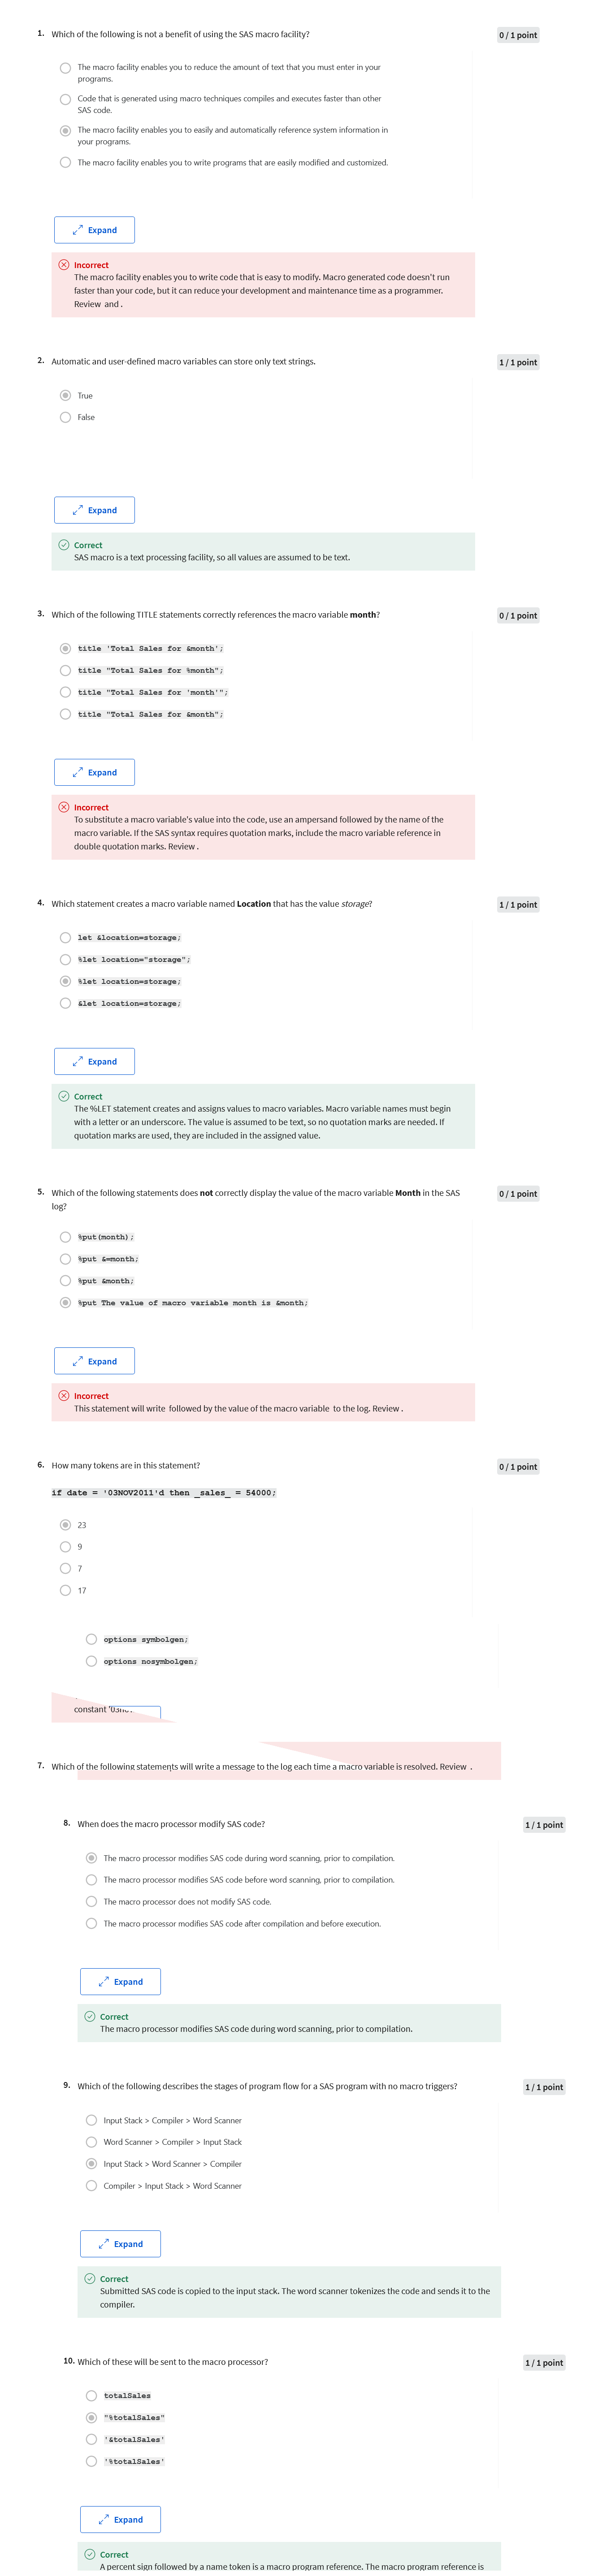 1. Which of the following is not a benefit of using the SAS macro facility?
0 / 1 point
The macro facility enables you to reduce the amount of text that you must enter in your
programs.
Code that is generated using macro techniques compiles and executes faster than other
SAS code.
The macro facility enables you to easily and automatically reference system information in
your programs.
The macro facility enables you to write programs that are easily modified and customized.
Expand
Incorrect
The macro facility enables you to write code that is easy to modify. Macro generated code doesn't run
faster than your code, but it can reduce your development and maintenance time as a programmer.
Review and .
2. Automatic and user-defined macro variables can store only text strings.
1 / 1 point
True
False
Expand
Correct
SAS macro is a text processing facility, so all values are assumed to be text.
3. Which of the following TITLE statements correctly references the macro variable month?
0 / 1 point
title 'Total Sales for &month';
title "Total Sales for %month";
title "Total Sales for 'month'";
title "Total Sales for &month";
Expand
Incorrect
To substitute a macro variable's value into the code, use an ampersand followed by the name of the
macro variable. If the SAS syntax requires quotation marks, include the macro variable reference in
double quotation marks. Review .
4. Which statement creates a macro variable named Location that has the value storage?
1 / 1 point
let &location=storage;
%let location="storage";
%let location=storage;
&let location=storage;
Expand
Correct
The %LET statement creates and assigns values to macro variables. Macro variable names must begin
with a letter or an underscore. The value is assumed to be text, so no quotation marks are needed. If
quotation marks are used, they are included in the assigned value.
5. Which of the following statements does not correctly display the value of the macro variable Month in the SAS
log?
0 / 1 point
%put(month);
%put &=month;
%put &month;
%put The value of macro variable month is &month;
Expand
Incorrect
This statement will write followed by the value of the macro variable to the log. Review .
6. How many tokens are in this statement?
0 / 1 point
if date = '03NOV2011'd then _sales_ = 54000;
23
9
7
17
options symbolgen;
options nosymbolgen;
constant
7. Which of the following statements will write a message to the log each time a macro variable is resolved. Review .
8. When does the macro processor modify SAS code?
1 / 1 point
The macro processor modifies SAS code during word scanning, prior to compilation.
The macro processor modifies SAS code before word scanning, prior to compilation.
The macro processor does not modify SAS code.
The macro processor modifies SAS code after compilation and before execution.
Expand
Correct
The macro processor modifies SAS code during word scanning, prior to compilation.
9. Which of the following describes the stages of program flow for a SAS program with no macro triggers?
1 / 1 point
Input Stack > Compiler > Word Scanner
Word Scanner > Compiler > Input Stack
Input Stack > Word Scanner > Compiler
Compiler > Input Stack > Word Scanner
Expand
Correct
Submitted SAS code is copied to the input stack. The word scanner tokenizes the code and sends it to the
compiler.
10. Which of these will be sent to the macro processor?
1 / 1 point
totalSales
"%totalSales"
'&totalSales'
'%totalSales'
Expand
Correct
A percent sign followed by a name token is a macro program reference. The macro program reference is